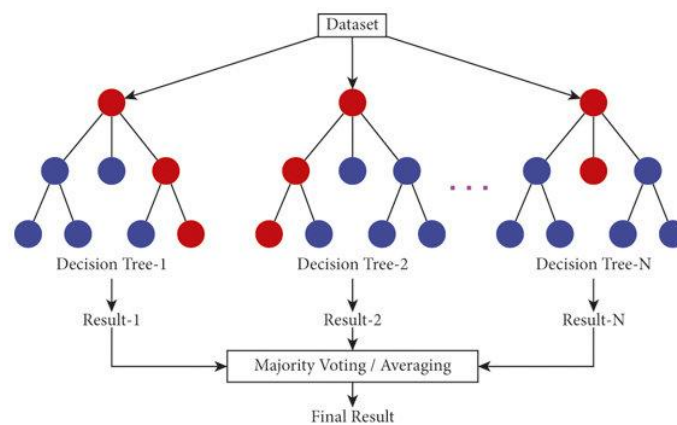 Dataset
Decision Tree-1
Decision Tree-2
Decision Tree-N
Result-1
Result-2
Result-N
Majority Voting / Averaging
Final Result